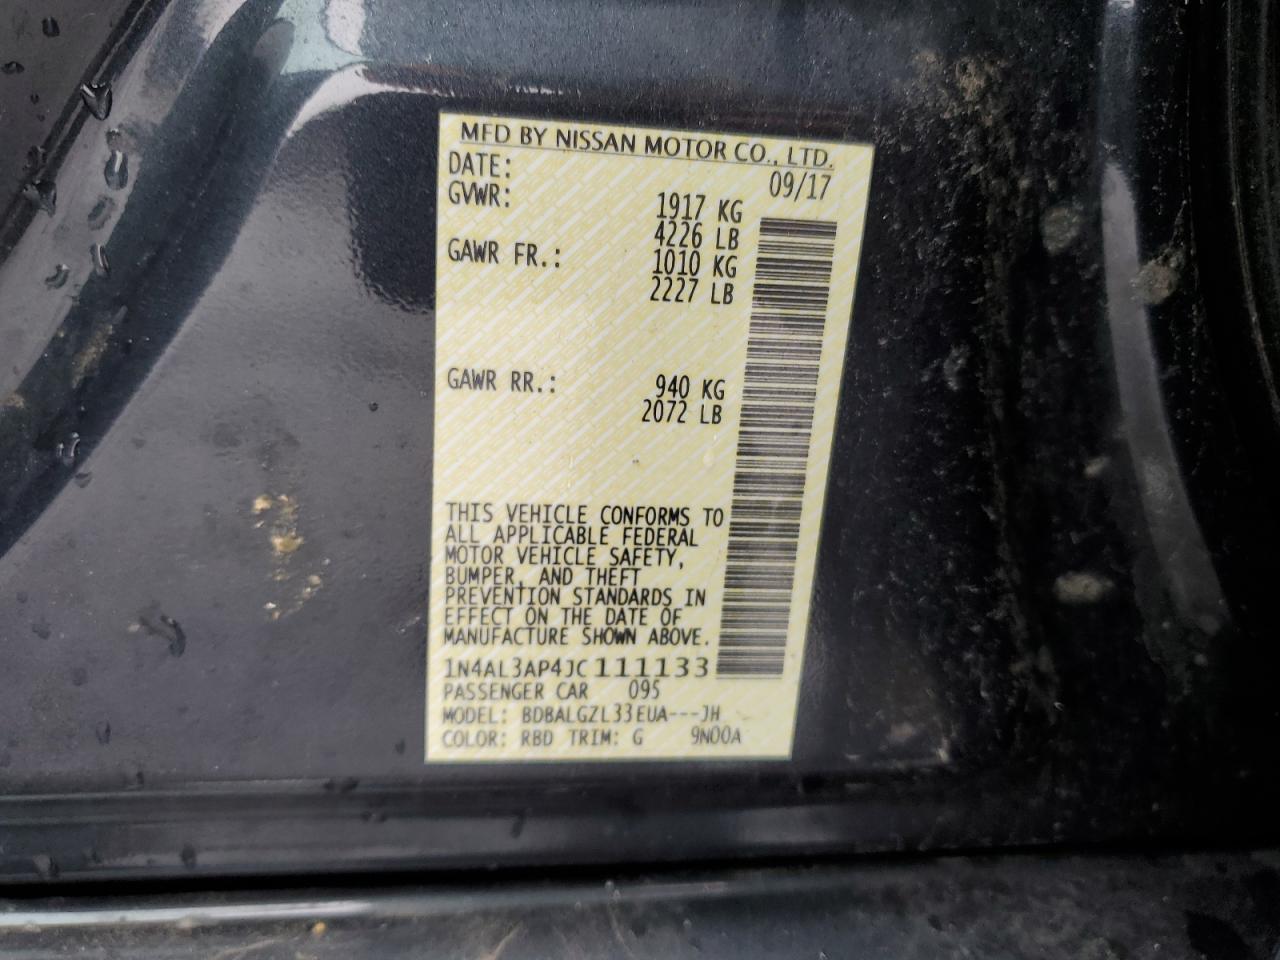 MFD BY NISSAN MOTOR CO., LTD.
DATE: 09/17
GVWR: 1917 KG
4226 LB
GAWR FR.: 1010 KG
2227 LB
GAWR RR.: 940 KG
2072 LB
THIS VEHICLE CONFORMS TO
ALL APPLICABLE FEDERAL
MOTOR VEHICLE SAFETY,
BUMPER, AND THEFT
PREVENTION STANDARDS IN
EFFECT ON THE DATE OF
MANUFACTURE SHOWN ABOVE.
1N4AL3AP4JC111133
PASSENGER CAR 095
MODEL: BDBALGZL33EUA---JH
COLOR: RBD TRIM: G 9N00A